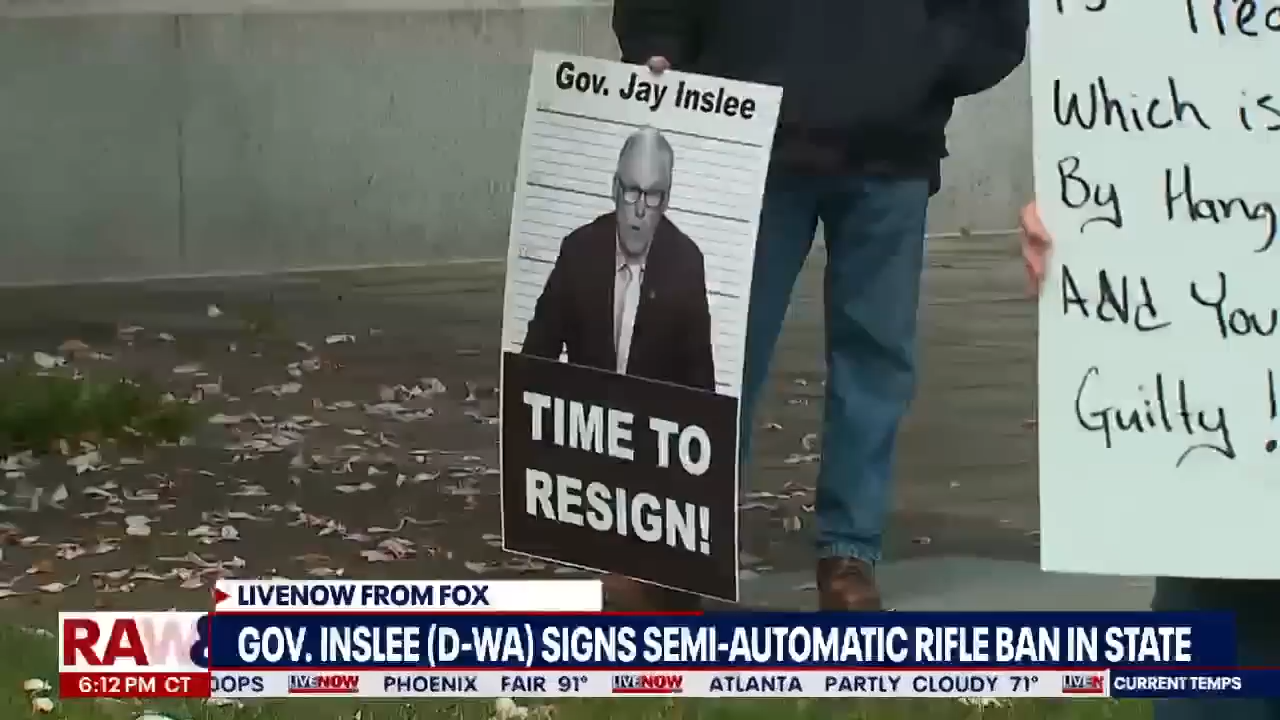 Gov. Jay Inslee
TIME TO
RESIGN!
Which is
By Hang
And You
Guilty !
LIVENOW FROM FOX
RAW &
GOV. INSLEE (D-WA) SIGNS SEMI-AUTOMATIC RIFLE BAN IN STATE
6:12 PM CT
LIVENOW PHOENIX FAIR 91° LIVENOW ATLANTA PARTLY CLOUDY 71° CURRENT TEMPS